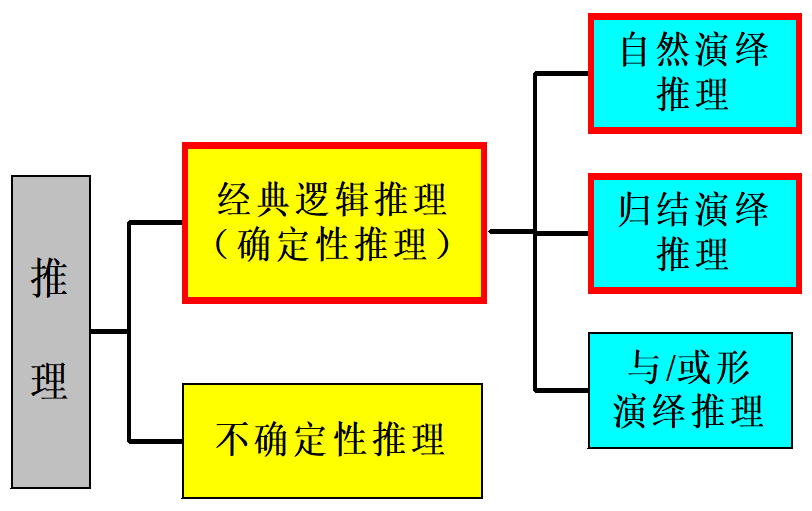 推
理
经典逻辑推理
（确定性推理）
不确定性推理
自然演绎
推理
归结演绎
推理
与/或形
演绎推理